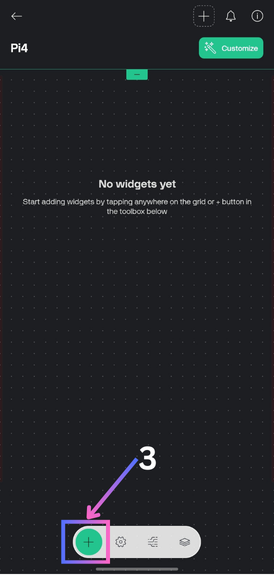 Pi4
Customize
No widgets yet
Start adding widgets by tapping anywhere on the grid or + button in
the toolbox below
3